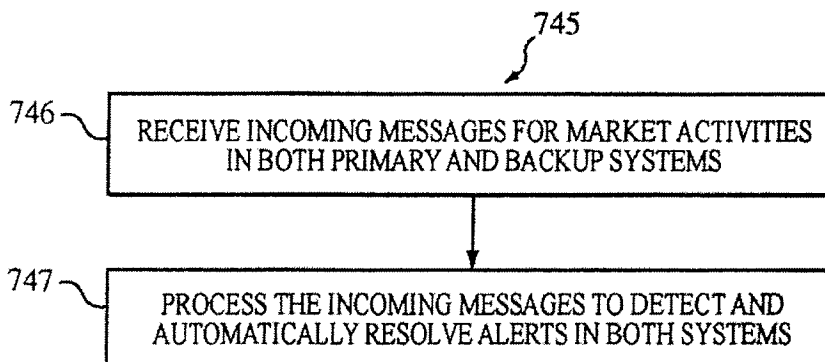 745
746
RECEIVE INCOMING MESSAGES FOR MARKET ACTIVITIES
IN BOTH PRIMARY AND BACKUP SYSTEMS
747
PROCESS THE INCOMING MESSAGES TO DETECT AND
AUTOMATICALLY RESOLVE ALERTS IN BOTH SYSTEMS